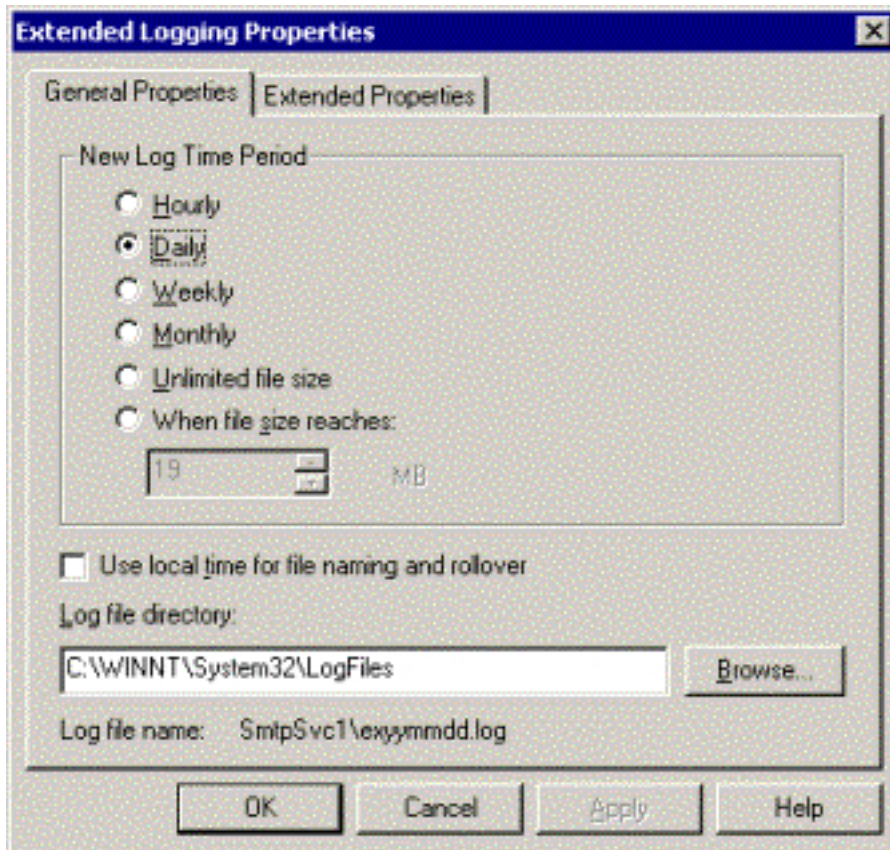 Extended Logging Properties
General Properties Extended Properties
New Log Time Period
Hourly
Daily
Weekly
Monthly
Unlimited file size
When file size reaches:
19 MB
Use local time for file naming and rollover
Log file directory:
C:\WINNT\System32\LogFiles Browse...
Log file name: SmtpSvc1\exyymmdd.log
OK Cancel Apply Help